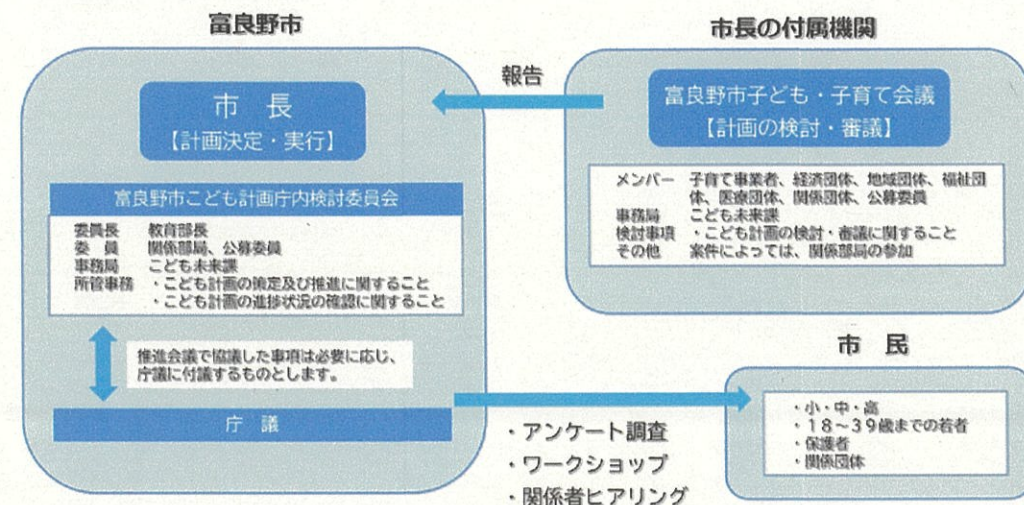 富良野市
市 長
【計画決定・実行】
富良野市こども計画庁内検討委員会
委員長 教育部長
委 員 関係部局、公募委員
事務局 こども未来課
所管事務 ・こども計画の策定及び推進に関すること
・こども計画の進捗状況の確認に関すること
推進会議で協議した事項は必要に応じ、
庁議に付議するものとします。
庁 議
報告
市長の付属機関
富良野市子ども・子育て会議
【計画の検討・審議】
メンバー 子育て事業者、経済団体、地域団体、福祉団
体、医療団体、関係団体、公募委員
事務局 こども未来課
検討事項 ・こども計画の検討・審議に関すること
その他 案件によっては、関係部局の参加
・アンケート調査
・ワークショップ
・関係者ヒアリング
市 民
・小・中・高
・18～39歳までの若者
・保護者
・関係団体